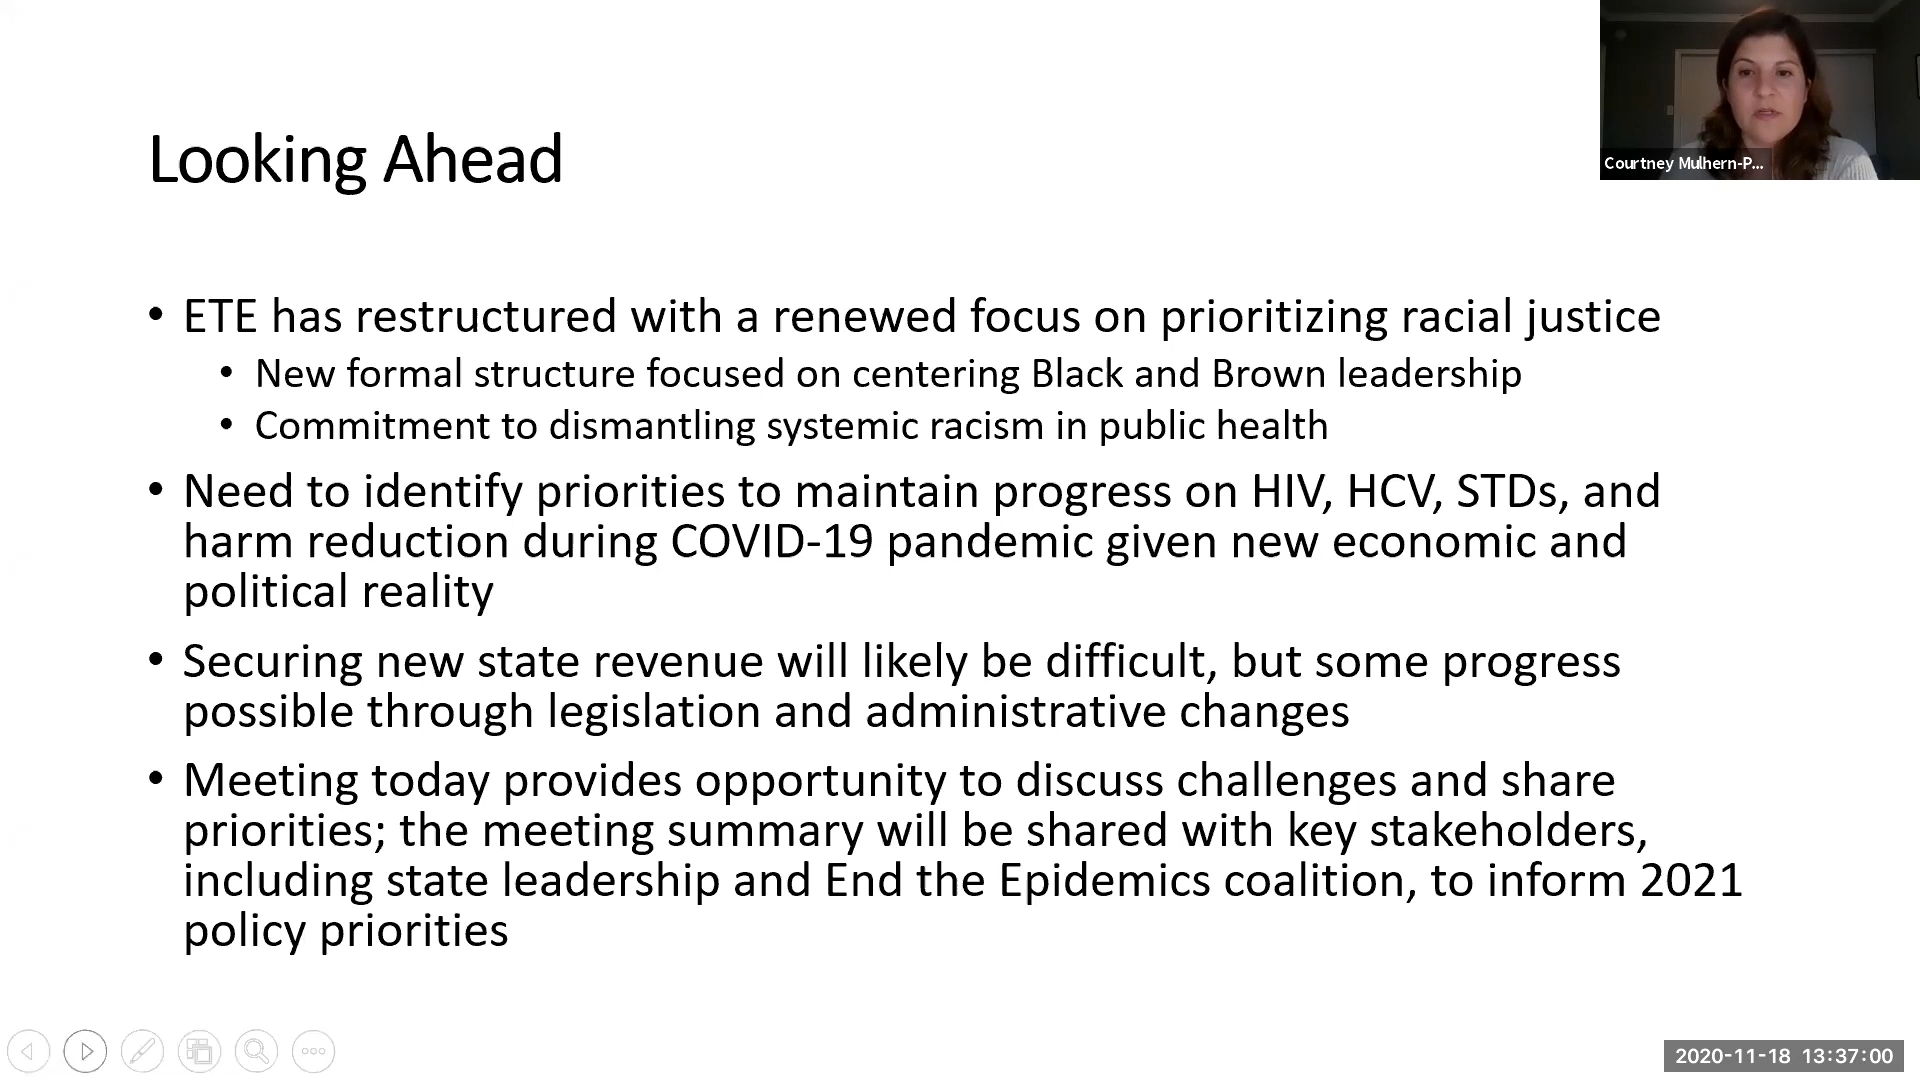 Courtney Mulhern-P...
Looking Ahead
• ETE has restructured with a renewed focus on prioritizing racial justice
• New formal structure focused on centering Black and Brown leadership
• Commitment to dismantling systemic racism in public health
• Need to identify priorities to maintain progress on HIV, HCV, STDs, and
harm reduction during COVID-19 pandemic given new economic and
political reality
• Securing new state revenue will likely be difficult, but some progress
possible through legislation and administrative changes
• Meeting today provides opportunity to discuss challenges and share
priorities; the meeting summary will be shared with key stakeholders,
including state leadership and End the Epidemics coalition, to inform 2021
policy priorities
2020-11-18 13:37:00